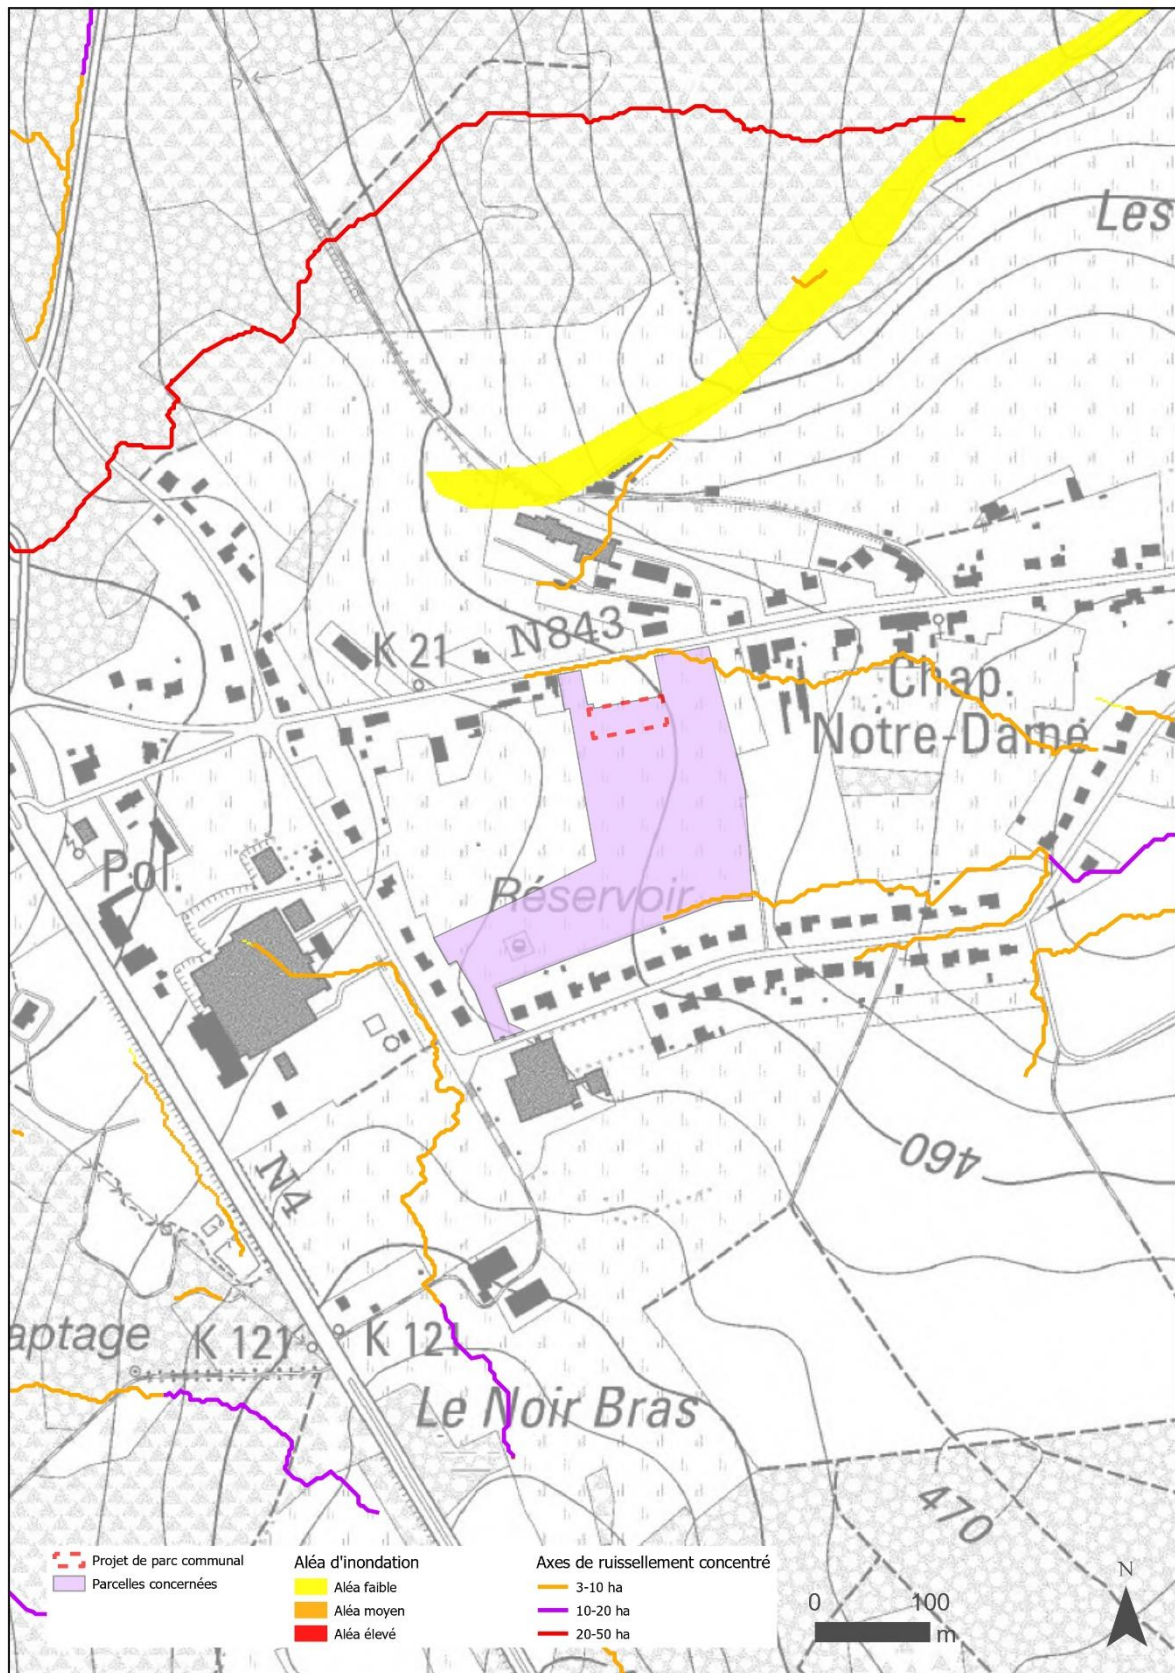 Les
N843
K 21
Chap.
Notre-Dame
Pol.
Réservoir
460
N4
aptage
K 121
K 121
Le Noir Bras
470
Projet de parc communal
Parcelles concernées
Aléa d'inondation
Aléa faible
Aléa moyen
Aléa élevé
Axes de ruissellement concentré
3-10 ha
10-20 ha
20-50 ha
0 100
m
N